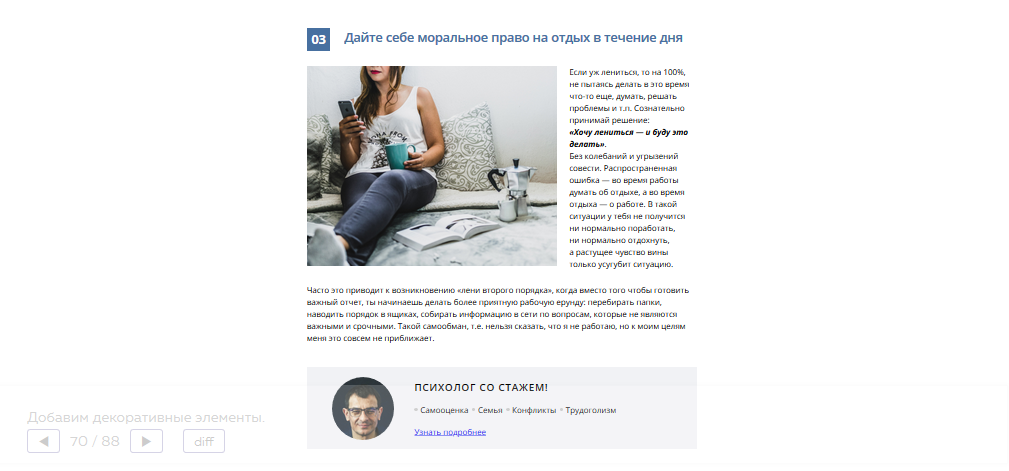 03 Дайте себе моральное право на отдых в течение дня
Если уж лениться, то на 100%,
не пытаясь делать в это время
что-то еще, думать, решать
проблемы и т.п. Сознательно
принимай решение:
«Хочу лениться — и буду это
делать».
Без колебаний и угрызений
совести. Распространенная
ошибка — во время работы
думать об отдыхе, а во время
отдыха — о работе. В такой
ситуации у тебя не получится
ни нормально поработать,
ни нормально отдохнуть,
а растущее чувство вины
только усугубит ситуацию.
Часто это приводит к возникновению «лени второго порядка», когда вместо того чтобы готовить
важный отчет, ты начинаешь делать более приятную рабочую ерунду: перебирать папки,
наводить порядок в ящиках, собирать информацию в сети по вопросам, которые не являются
важными и срочными. Такой самообман, т.е. нельзя сказать, что я не работаю, но к моим целям
меня это совсем не приближает.
ПСИХОЛОГ СО СТАЖЕМ!
Самооценка Семья Конфликты Трудоголизм
Узнать подробнее
Добавим декоративные элементы.
70 / 88 diff